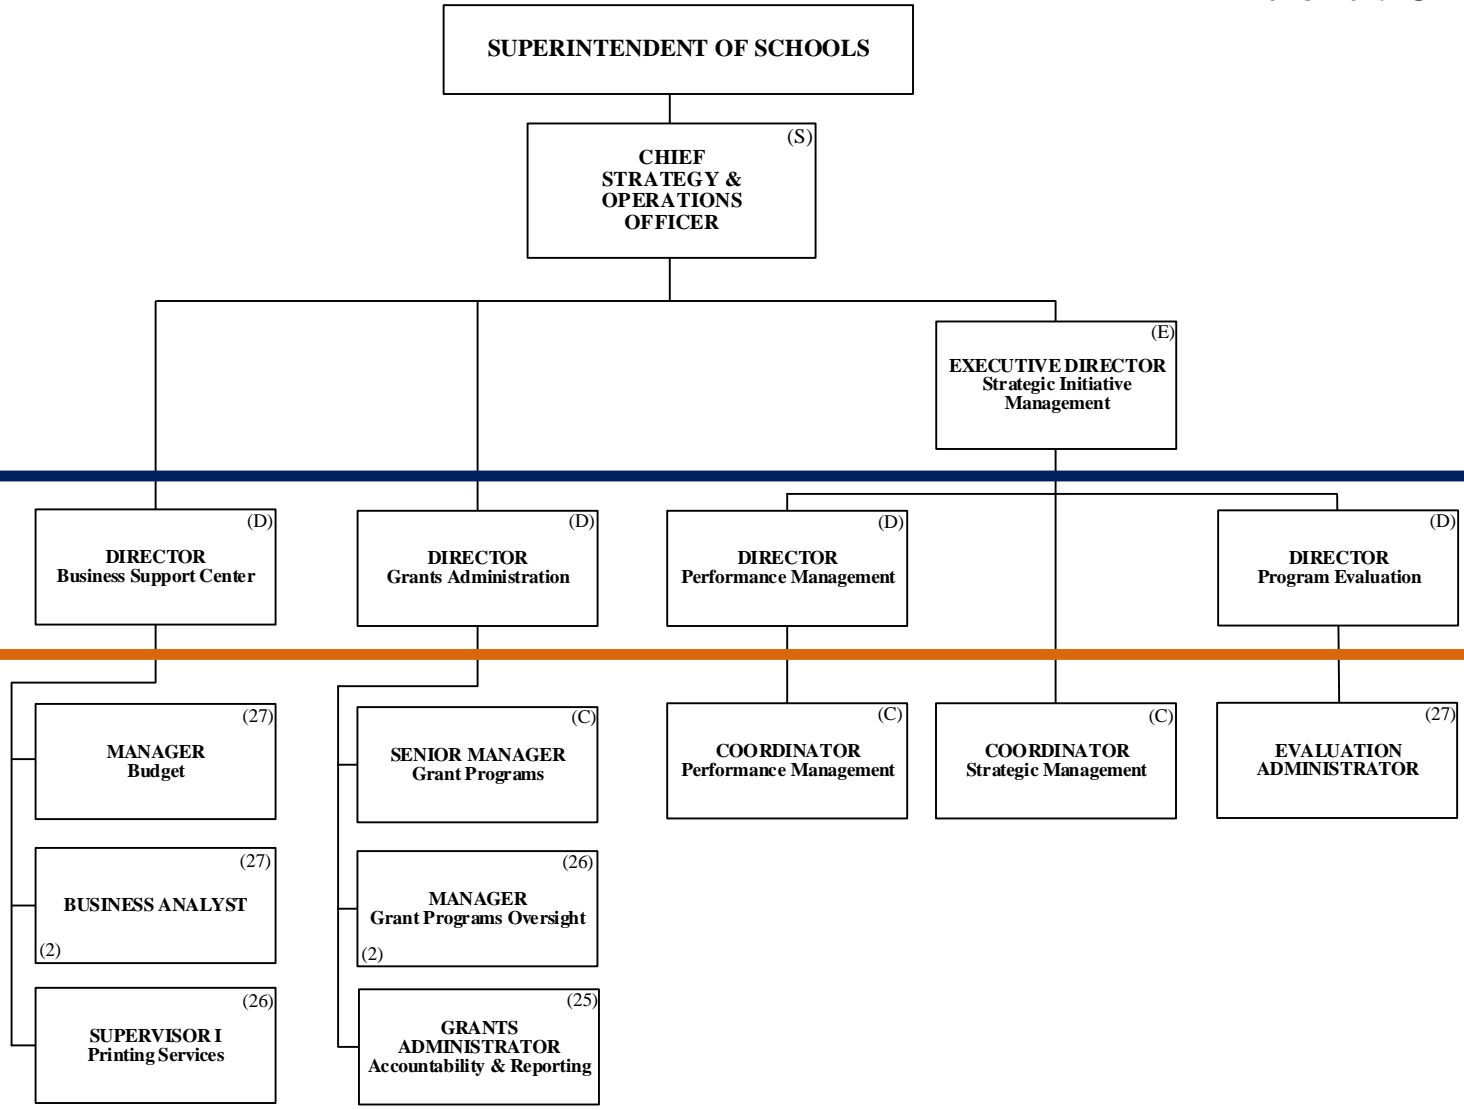 SUPERINTENDENT OF SCHOOLS
(S)
CHIEF
STRATEGY &
OPERATIONS
OFFICER
(E)
EXECUTIVE DIRECTOR
Strategic Initiative
Management
(D)
DIRECTOR
Business Support Center
(D)
DIRECTOR
Grants Administration
(D)
DIRECTOR
Performance Management
(D)
DIRECTOR
Program Evaluation
(27)
MANAGER
Budget
(C)
SENIOR MANAGER
Grant Programs
(C)
COORDINATOR
Performance Management
(C)
COORDINATOR
Strategic Management
(27)
EVALUATION
ADMINISTRATOR
(27)
BUSINESS ANALYST
(2)
(26)
MANAGER
Grant Programs Oversight
(2)
(26)
SUPERVISOR I
Printing Services
(25)
GRANTS
ADMINISTRATOR
Accountability & Reporting